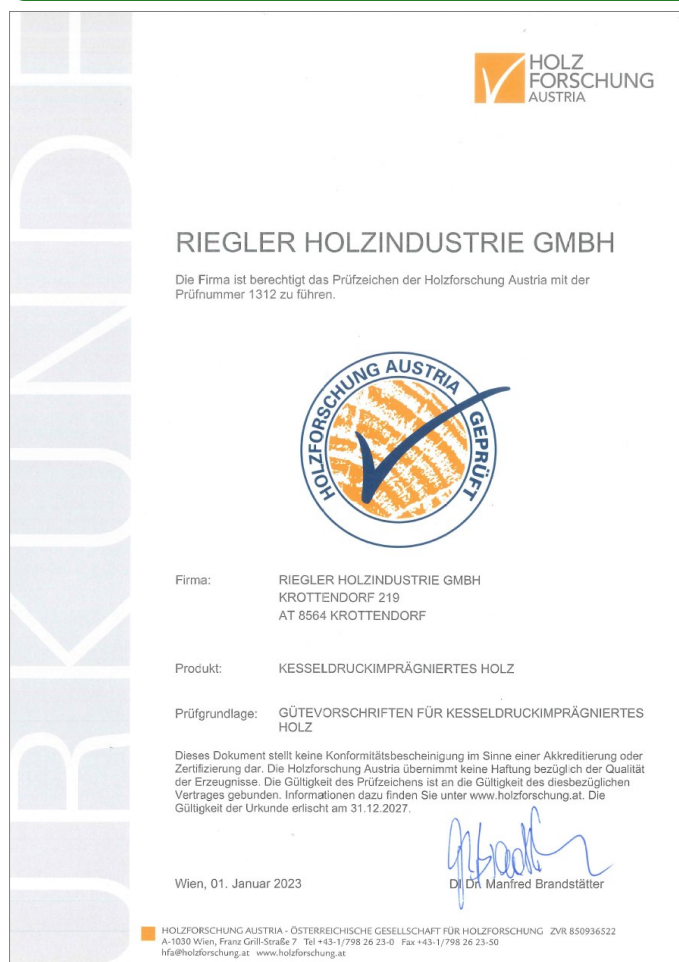 URKUNDE
HOLZ
FORSCHUNG
AUSTRIA
RIEGLER HOLZINDUSTRIE GMBH
Die Firma ist berechtigt das Prüfzeichen der Holzforschung Austria mit der
Prüfnummer 1312 zu führen.
HOLZFORSCHUNG AUSTRIA GEPRÜFT
Firma: RIEGLER HOLZINDUSTRIE GMBH
KROTTENDORF 219
AT 8564 KROTTENDORF
Produkt: KESSELDRUCKIMPRÄGNIERTES HOLZ
Prüfgrundlage: GÜTEVORSCHRIFTEN FÜR KESSELDRUCKIMPRÄGNIERTES
HOLZ
Dieses Dokument stellt keine Konformitätsbescheinigung im Sinne einer Akkreditierung oder
Zertifizierung dar. Die Holzforschung Austria übernimmt keine Haftung bezüglich der Qualität
der Erzeugnisse. Die Gültigkeit des Prüfzeichens ist an die Gültigkeit des diesbezüglichen
Vertrages gebunden. Informationen dazu finden Sie unter www.holzforschung.at. Die
Gültigkeit der Urkunde erlischt am 31.12.2027.
Wien, 01. Januar 2023
DI Dr. Manfred Brandstätter
HOLZFORSCHUNG AUSTRIA - ÖSTERREICHISCHE GESELLSCHAFT FÜR HOLZFORSCHUNG ZVR 850936522
A-1030 Wien, Franz Grill-Straße 7 Tel +43-1/798 26 23-0 Fax +43-1/798 26 23-50
hfa@holzforschung.at www.holzforschung.at